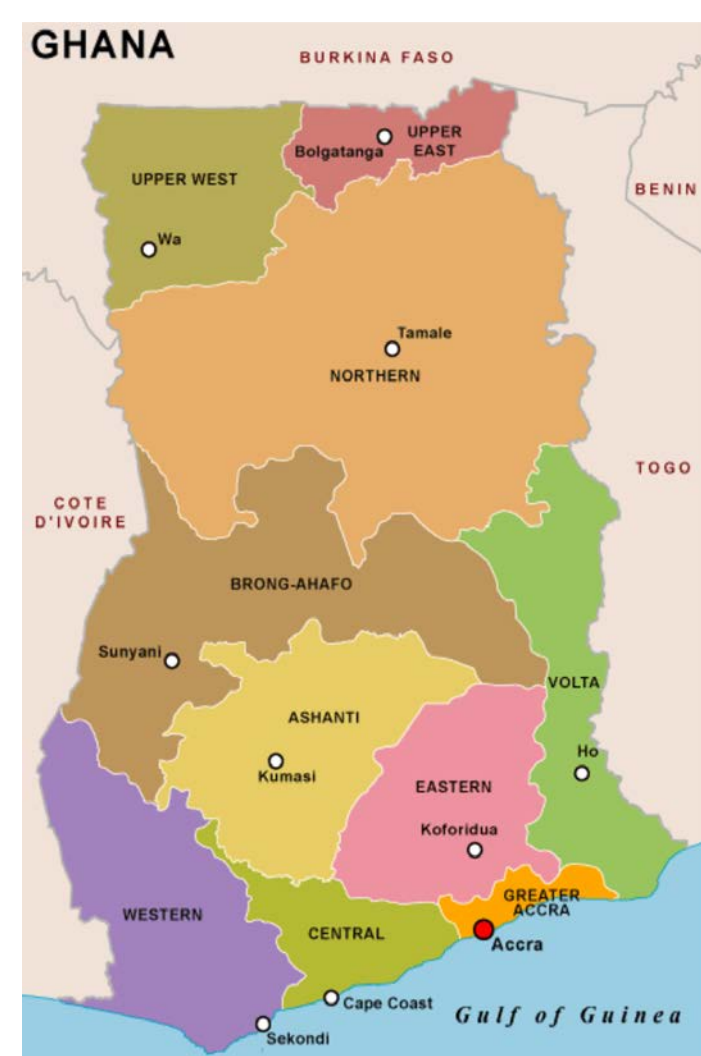 GHANA
BURKINA FASO
UPPER
EAST
Bolgatanga
UPPER WEST
BENIN
Wa
Tamale
NORTHERN
TOGO
COTE
D'IVOIRE
BRONG-AHAFO
Sunyani
VOLTA
ASHANTI
Ho
Kumasi
EASTERN
Koforidua
GREATER
ACCRA
WESTERN
CENTRAL
Accra
Cape Coast
Gulf of Guinea
Sekondi